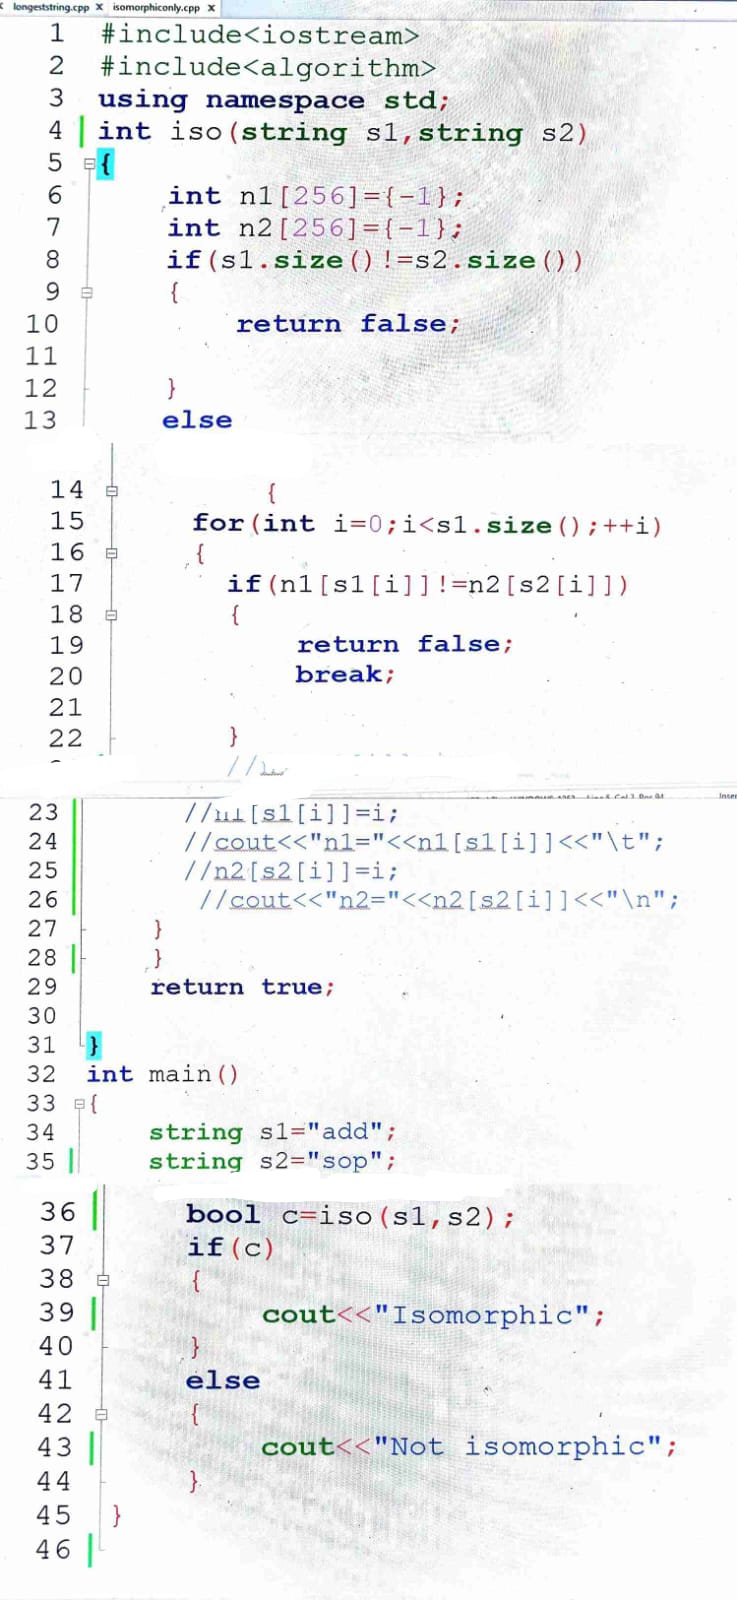 longeststring.cpp X isomorphiconly.cpp X
1 #include<iostream>
2 #include<algorithm>
3 using namespace std;
4 int iso(string s1,string s2)
5 {
6 int n1[256]={-1};
7 int n2[256]={-1};
8 if(s1.size()!=s2.size())
9 {
10 return false;
11
12 }
13 else
14 {
15 for(int i=0;i<s1.size();++i)
16 {
17 if(n1[s1[i]]!=n2[s2[i]])
18 {
19 return false;
20 break;
21
22 }
//
23 //n1[s1[i]]=i;
24 //cout<<"n1="<<n1[s1[i]]<<"\t";
25 //n2[s2[i]]=i;
26 //cout<<"n2="<<n2[s2[i]]<<"\n";
27 }
28 }
29 return true;
30
31 }
32 int main()
33 {
34 string s1="add";
35 string s2="sop";
36 bool c=iso(s1,s2);
37 if(c)
38 {
39 cout<<"Isomorphic";
40 }
41 else
42 {
43 cout<<"Not isomorphic";
44 }
45 }
46